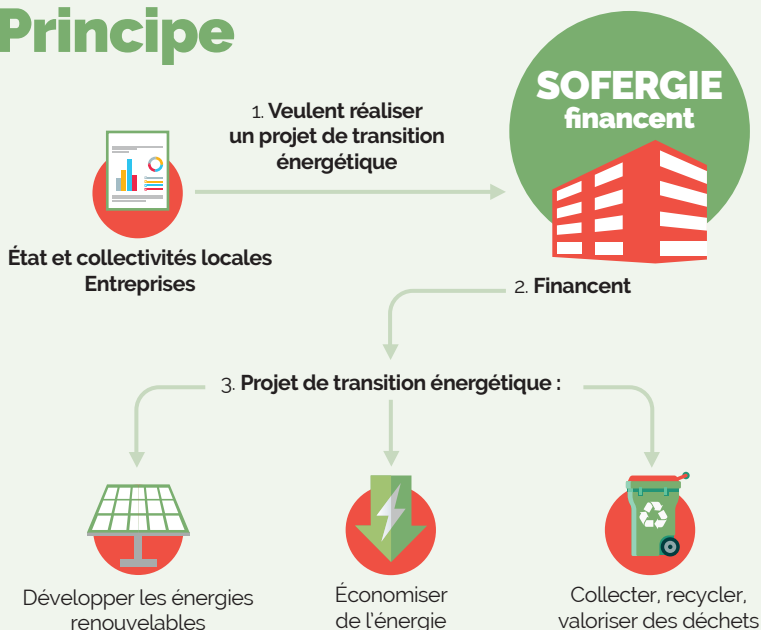 Principe
SOFERGIE
financent
1. Veulent réaliser
un projet de transition
énergétique
État et collectivités locales
Entreprises
2. Financent
3. Projet de transition énergétique :
Développer les énergies
renouvelables
Économiser
de l'énergie
Collecter, recycler,
valoriser des déchets